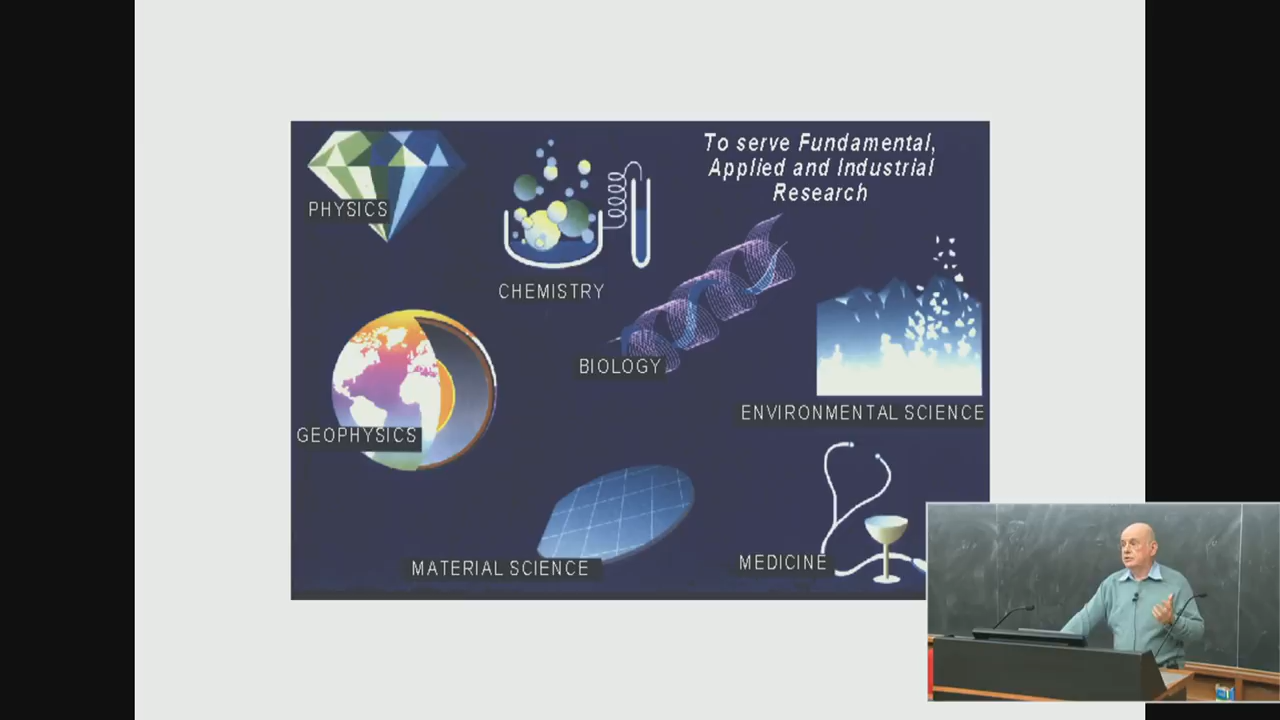 To serve Fundamental,
Applied and Industrial
Research
PHYSICS
CHEMISTRY
BIOLOGY
ENVIRONMENTAL SCIENCE
GEOPHYSICS
MATERIAL SCIENCE
MEDICINE